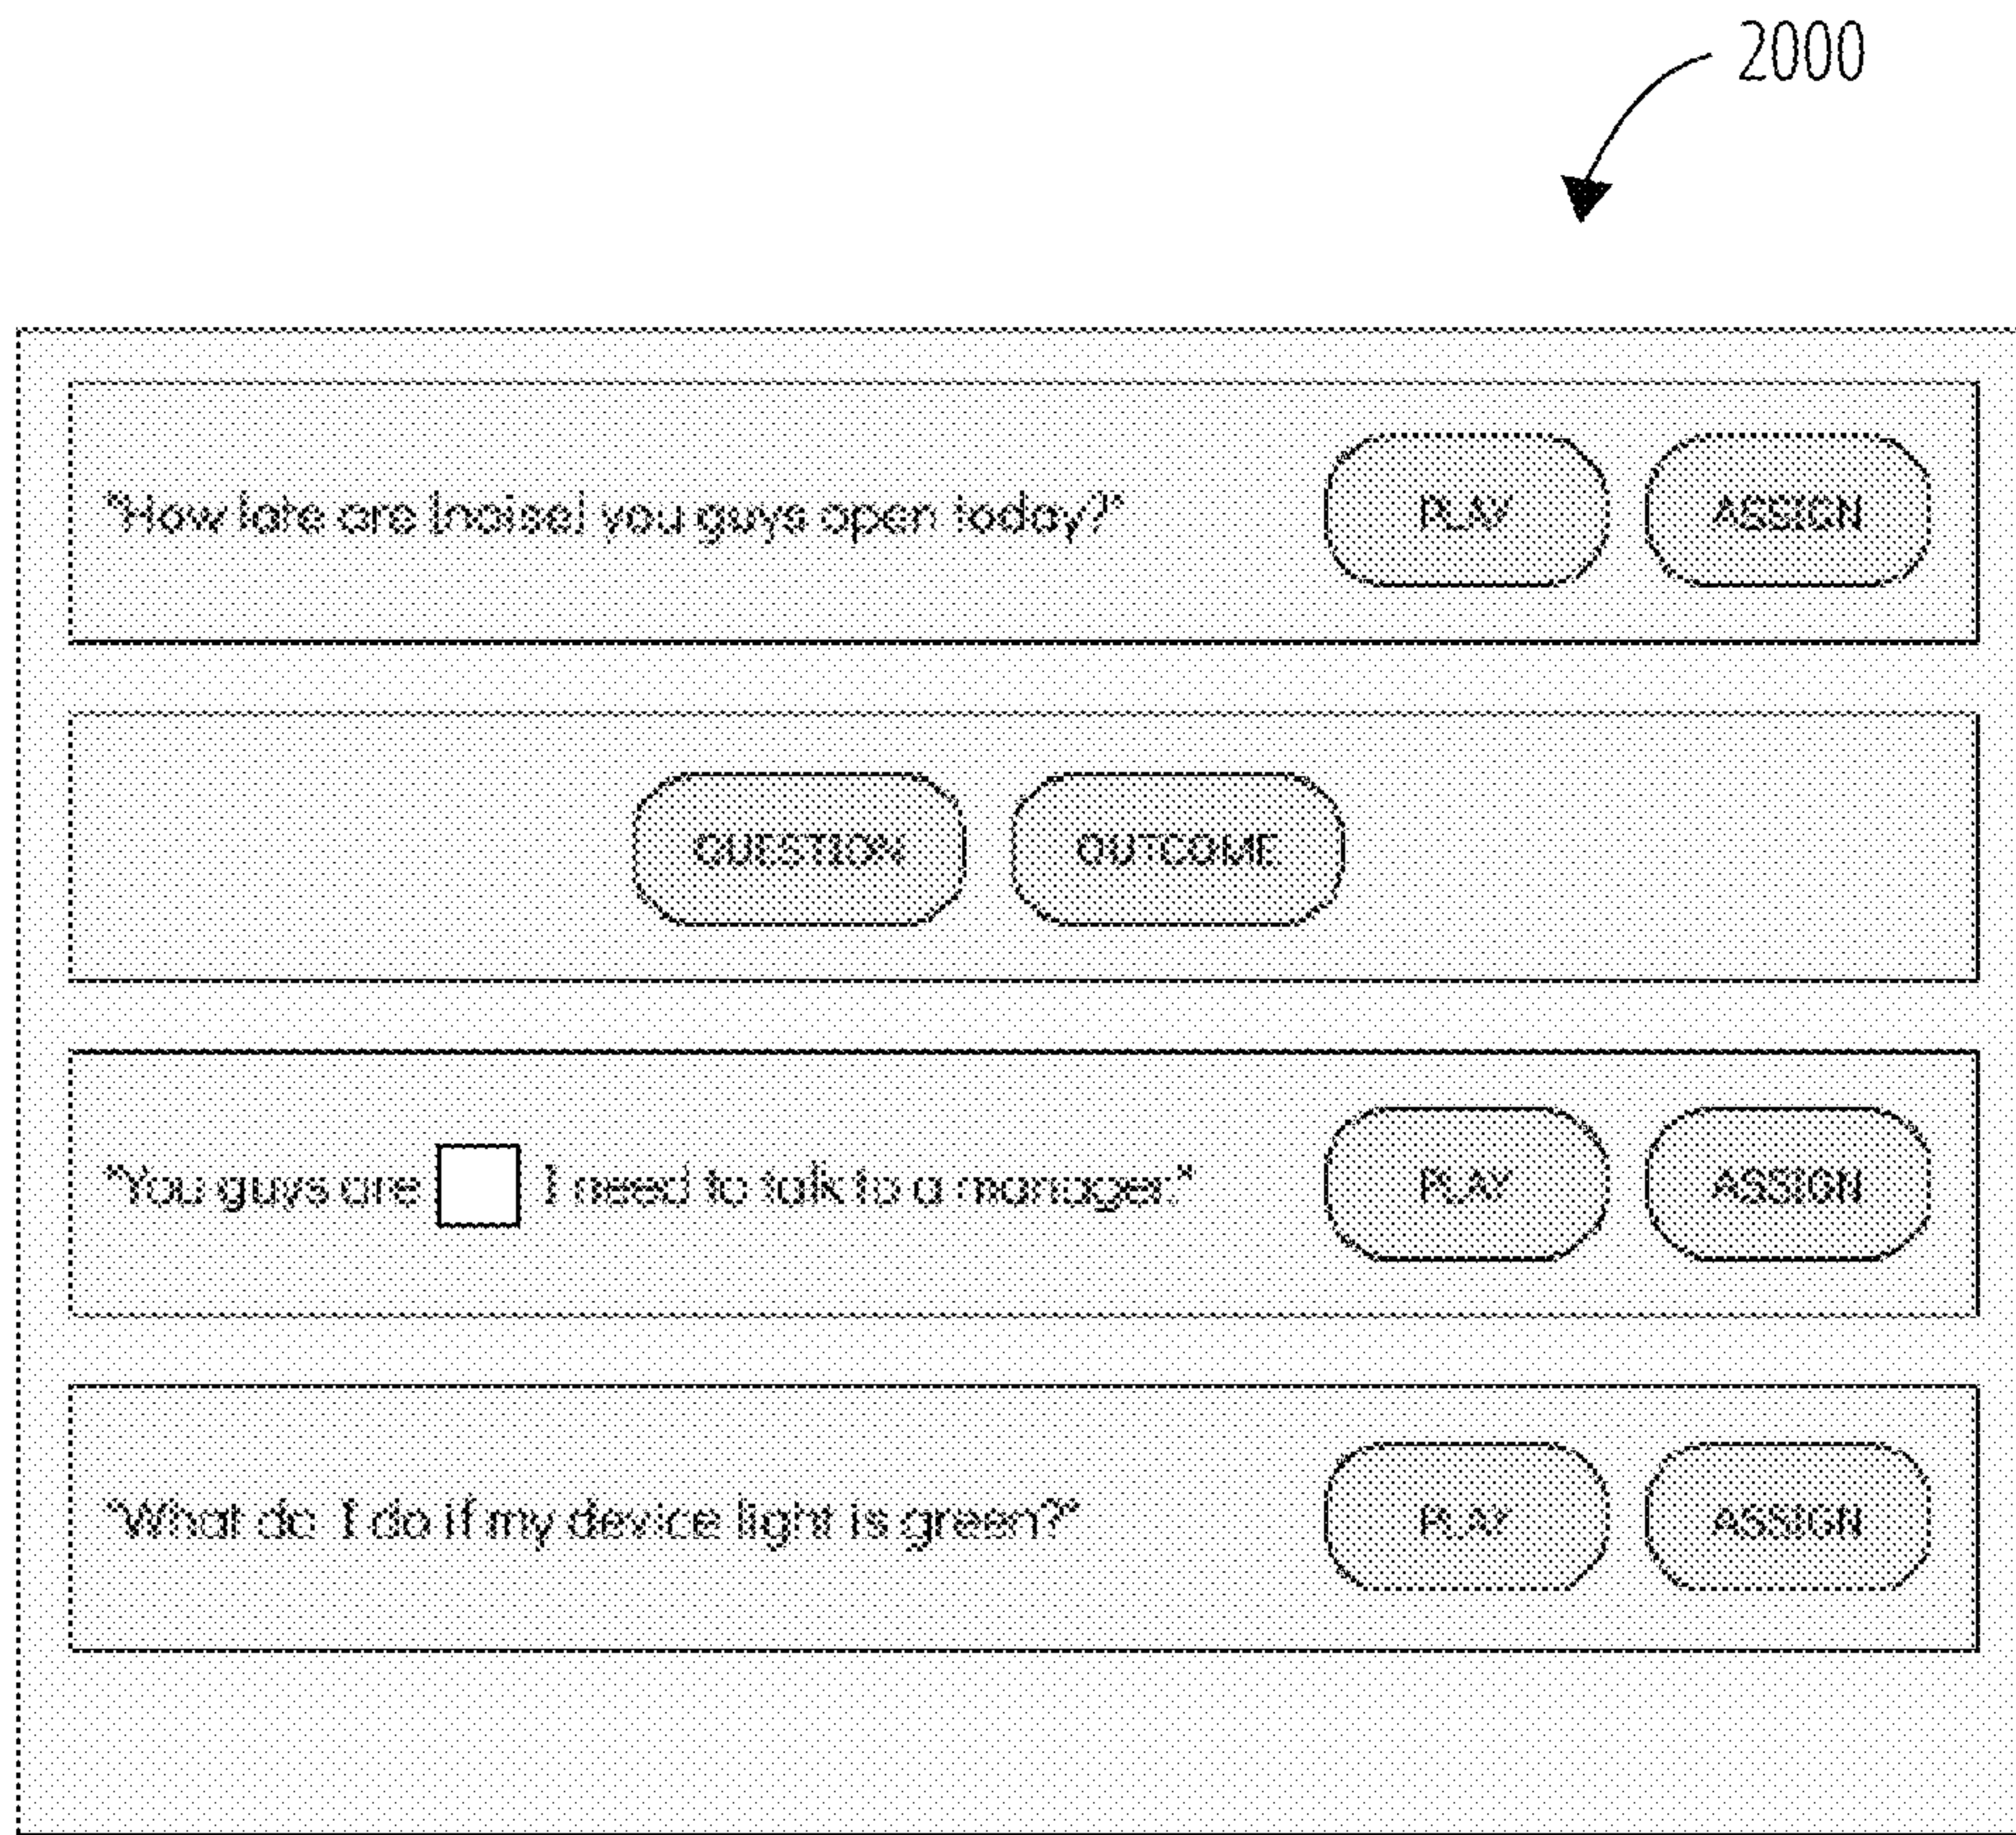 2000
"How late are [noise] you guys open today?" PLAY ASSIGN
QUESTION OUTCOME
"You guys are I need to talk to a manager." PLAY ASSIGN
"What do I do if my device light is green?" PLAY ASSIGN